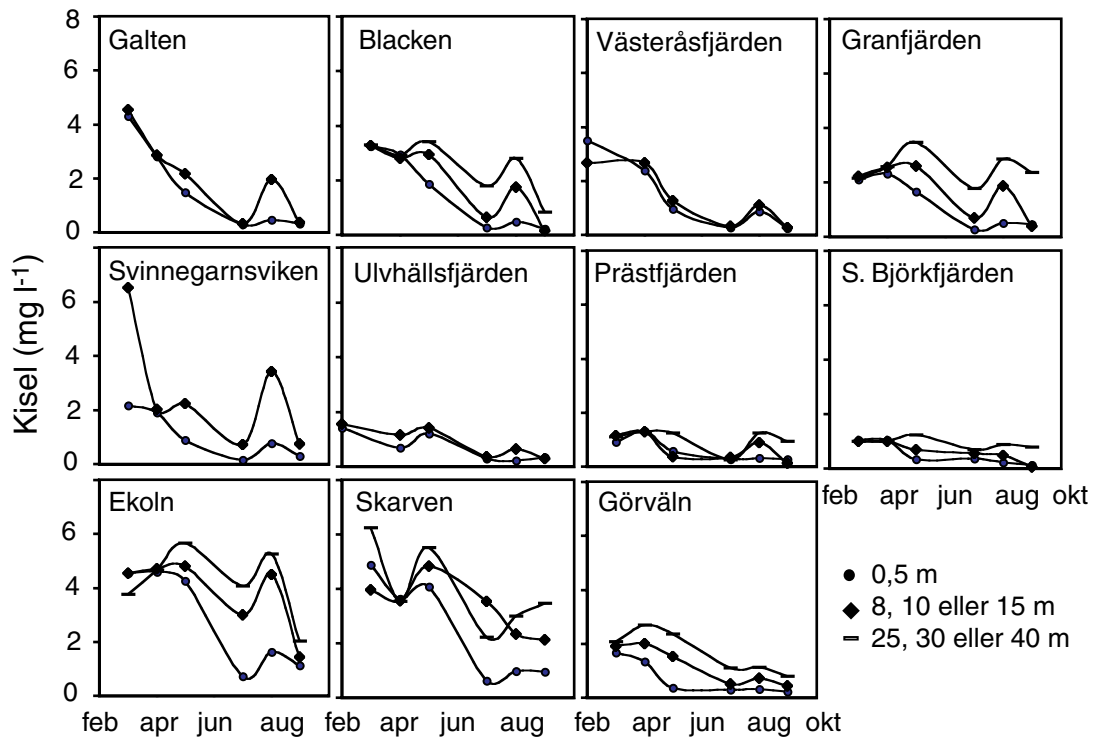 Kisel (mg l-1)
8
6
4
2
0
Galten
Blacken
Västeråsfjärden
Granfjärden
6
4
2
0
Svinnegarnsviken
Ulvhällsfjärden
Prästfjärden
S. Björkfjärden
feb apr jun aug okt
6
4
2
0
Ekoln
Skarven
Görväln
0,5 m
8, 10 eller 15 m
25, 30 eller 40 m
feb apr jun aug feb apr jun aug feb apr jun aug okt